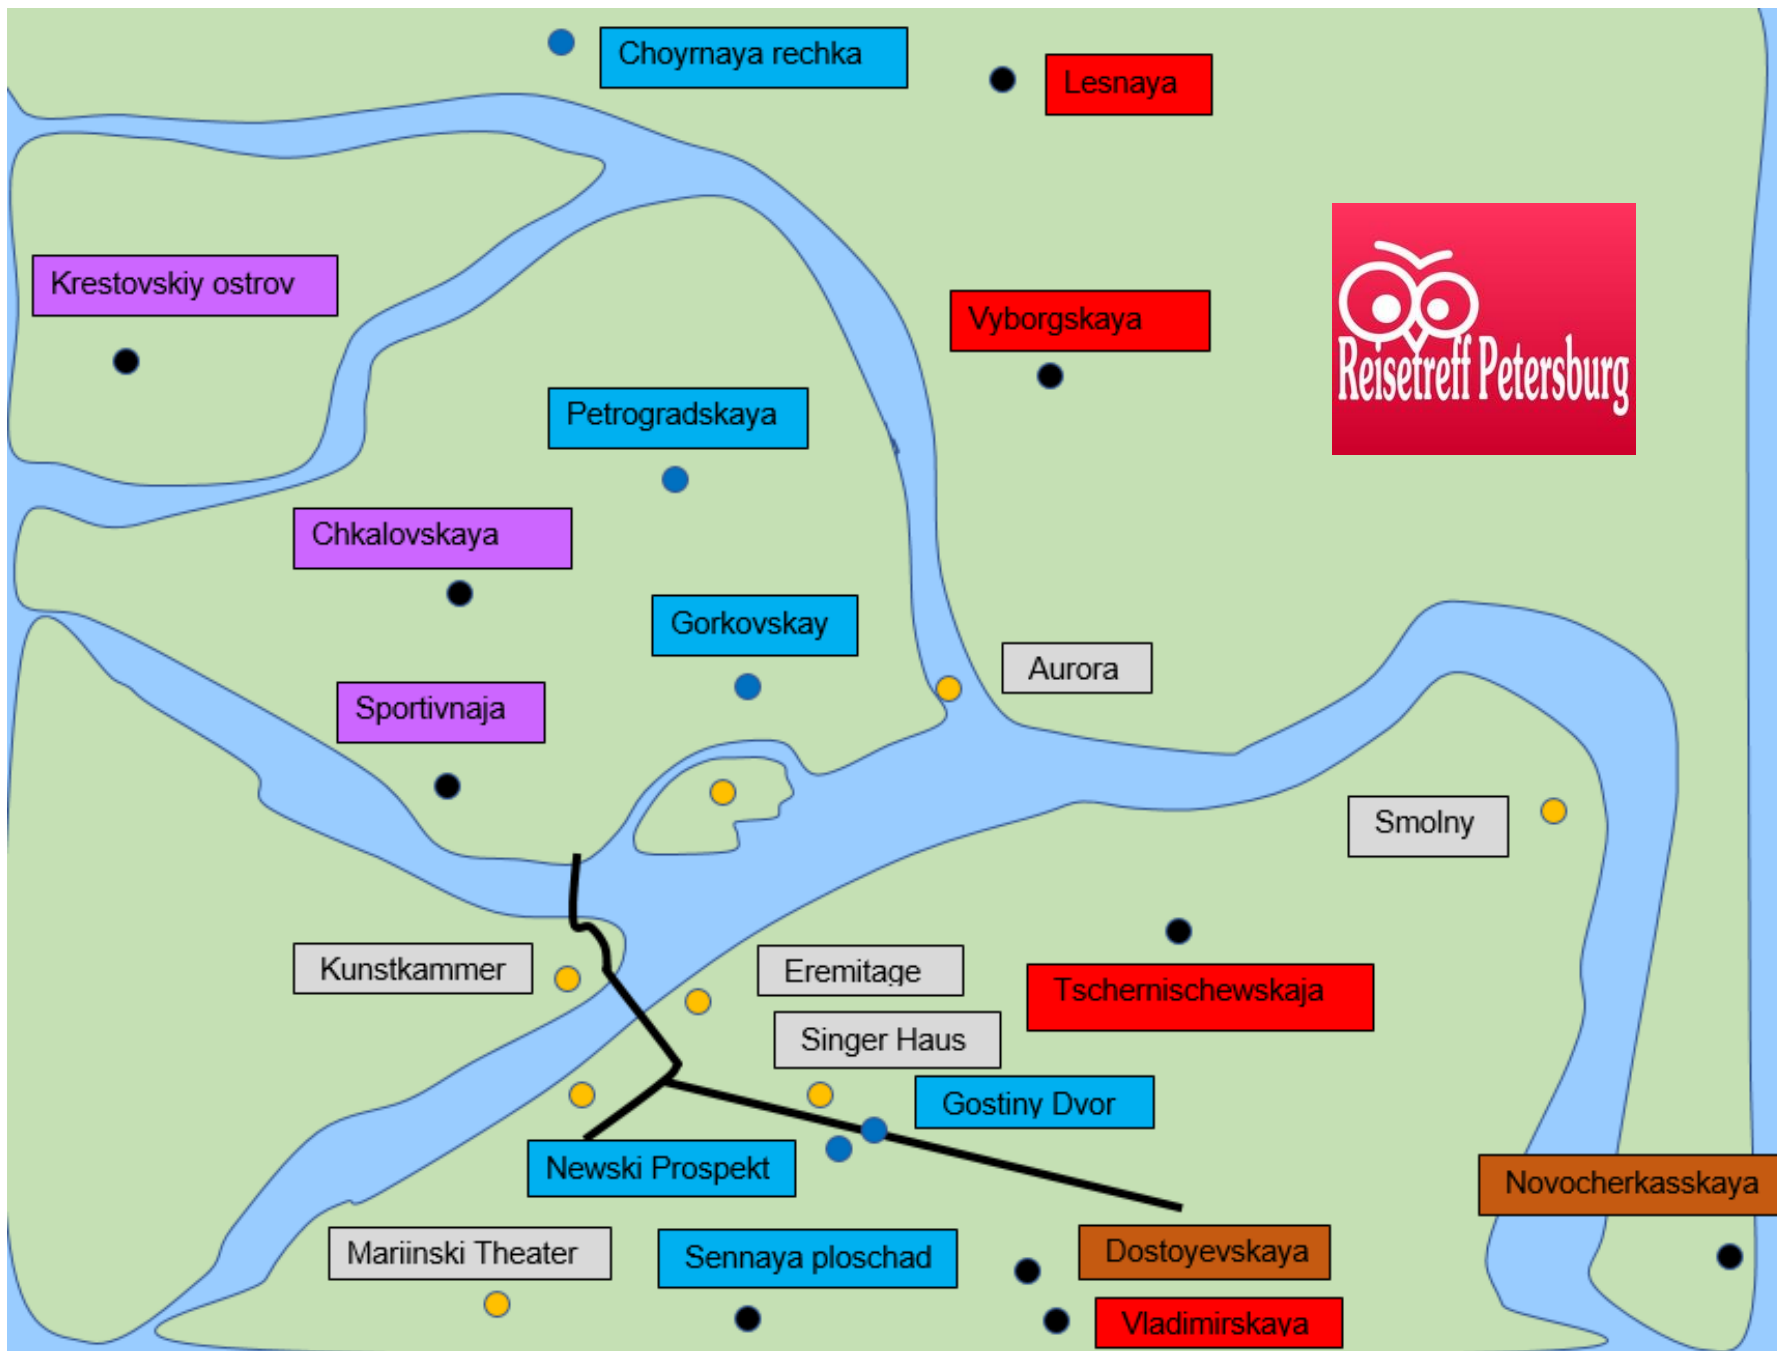 Choyrnaya rechka
Lesnaya
Krestovskiy ostrov
Vyborgskaya
Reisetreff Petersburg
Petrogradskaya
Chkalovskaya
Gorkovskay
Aurora
Sportivnaja
Smolny
Kunstkammer
Eremitage
Tschernischewskaja
Singer Haus
Gostiny Dvor
Newski Prospekt
Novocherkasskaya
Mariinski Theater
Sennaya ploschad
Dostoyevskaya
Vladimirskaya